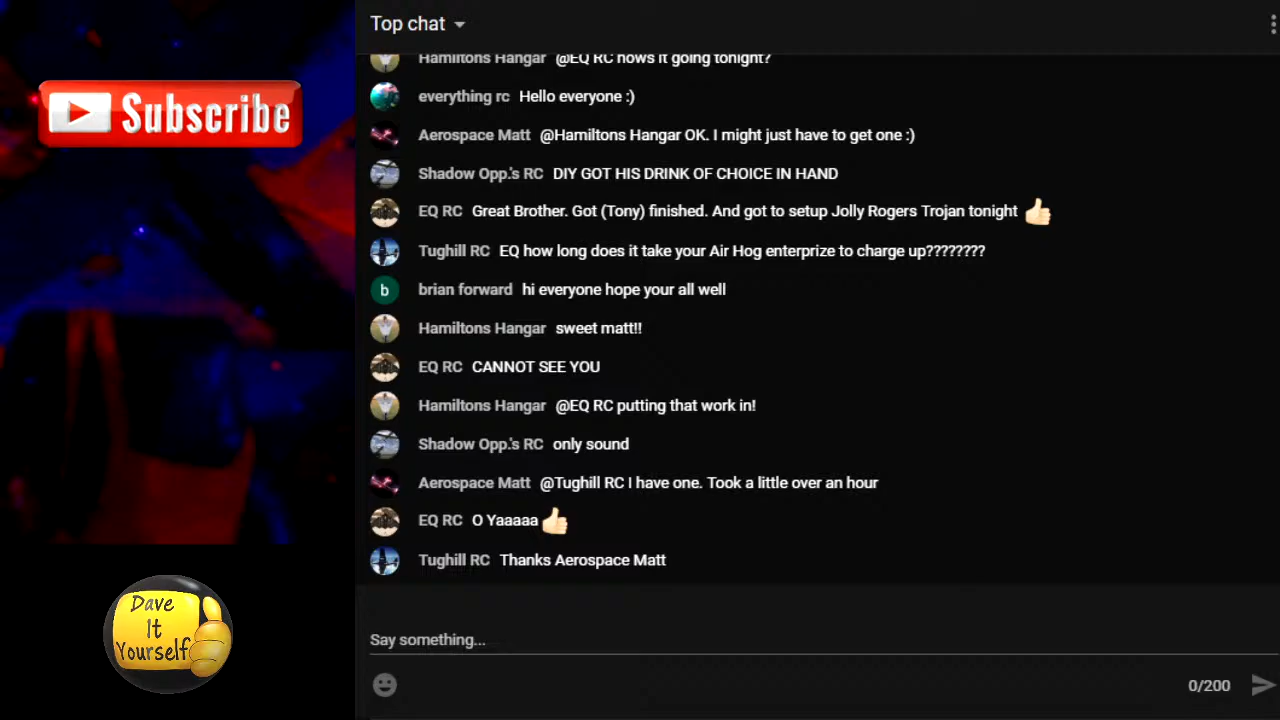 Top chat
Subscribe
Hamiltons Hangar @EQ RC hows it going tonight?
everything rc Hello everyone :)
Aerospace Matt @Hamiltons Hangar OK. I might just have to get one :)
Shadow Opp.'s RC DIY GOT HIS DRINK OF CHOICE IN HAND
EQ RC Great Brother. Got (Tony) finished. And got to setup Jolly Rogers Trojan tonight 👍
Tughill RC EQ how long does it take your Air Hog enterprize to charge up????????
b brian forward hi everyone hope your all well
Hamiltons Hangar sweet matt!!
EQ RC CANNOT SEE YOU
Hamiltons Hangar @EQ RC putting that work in!
Shadow Opp.'s RC only sound
Aerospace Matt @Tughill RC I have one. Took a little over an hour
EQ RC O Yaaaaa 👍
Tughill RC Thanks Aerospace Matt
Dave
It
Yourself
Say something...
0/200